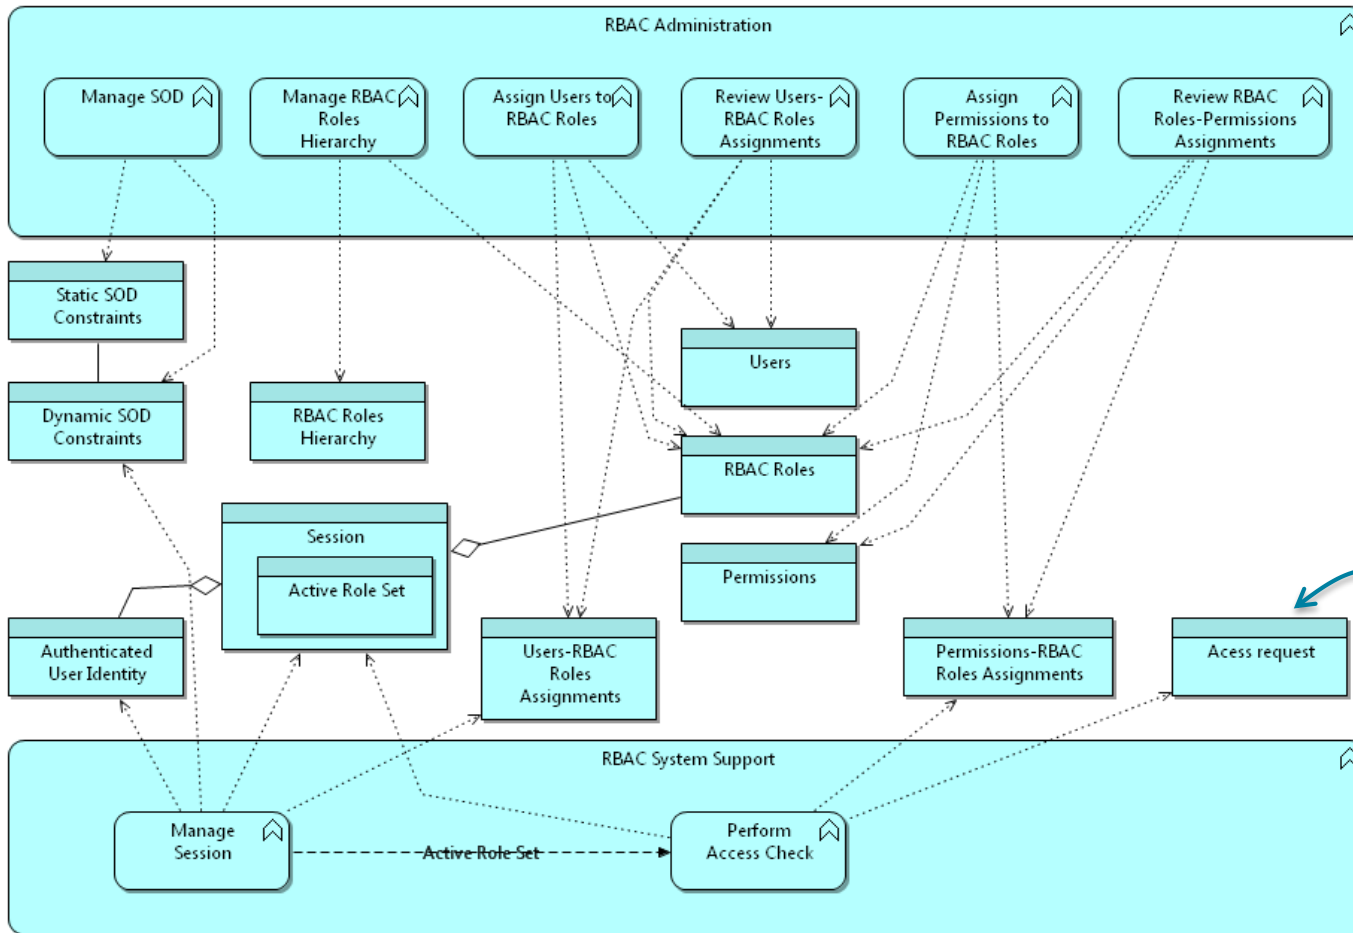 RBAC Administration
Manage SOD
Manage RBAC
Roles
Hierarchy
Assign Users to
RBAC Roles
Review Users-
RBAC Roles
Assignments
Assign
Permissions to
RBAC Roles
Review RBAC
Roles-Permissions
Assignments
Static SOD
Constraints
Users
Dynamic SOD
Constraints
RBAC Roles
Hierarchy
RBAC Roles
Session
Active Role Set
Permissions
Authenticated
User Identity
Users-RBAC
Roles
Assignments
Permissions-RBAC
Roles Assignments
Acess request
RBAC System Support
Manage
Session
Active Role Set
Perform
Access Check